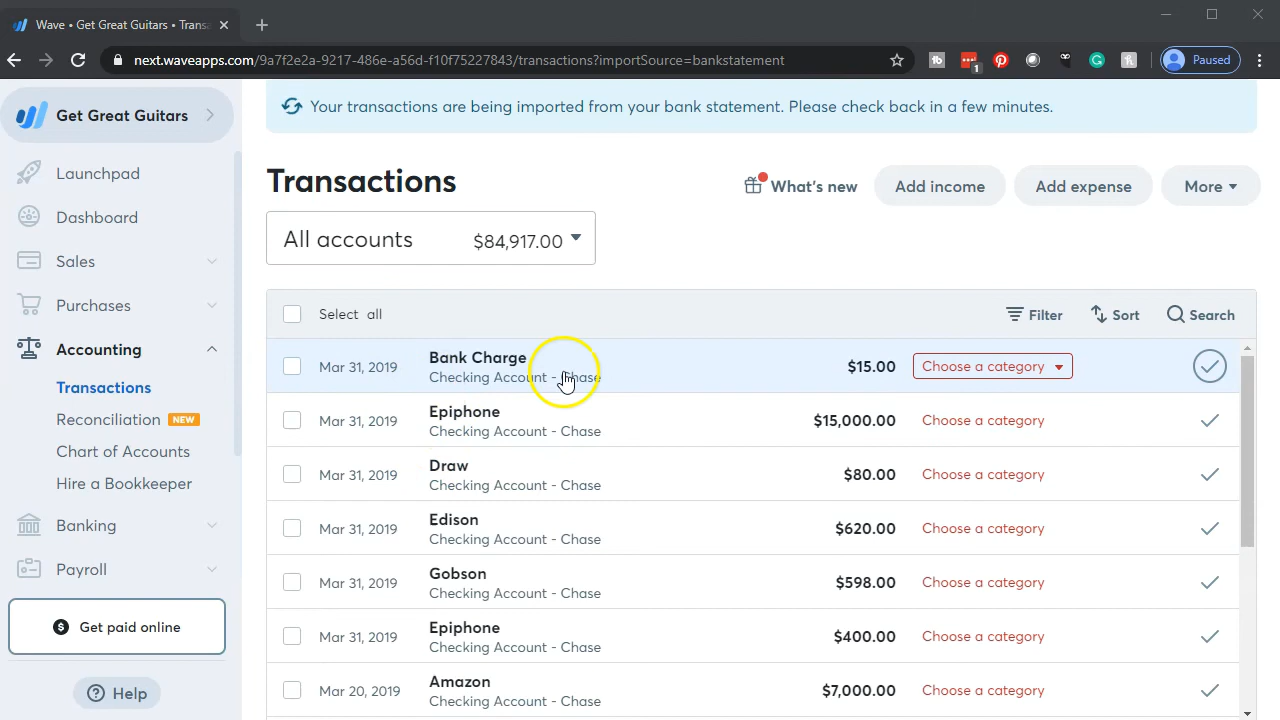 Wave • Get Great Guitars • Trans
next.waveapps.com/9a7f2e2a-9217-486e-a56d-f10f75227843/transactions?importSource=bankstatement
1
Paused
Get Great Guitars
Launchpad
Dashboard
Sales
Purchases
Accounting
Transactions
Reconciliation NEW
Chart of Accounts
Hire a Bookkeeper
Banking
Payroll
Get paid online
Help
Your transactions are being imported from your bank statement. Please check back in a few minutes.
Transactions
What's new
Add income
Add expense
More
All accounts $84,917.00
Select all
Filter
Sort
Search
Mar 31, 2019 Bank Charge $15.00 Choose a category
Checking Account - Chase
Mar 31, 2019 Epiphone $15,000.00 Choose a category
Checking Account - Chase
Mar 31, 2019 Draw $80.00 Choose a category
Checking Account - Chase
Mar 31, 2019 Edison $620.00 Choose a category
Checking Account - Chase
Mar 31, 2019 Gobson $598.00 Choose a category
Checking Account - Chase
Mar 31, 2019 Epiphone $400.00 Choose a category
Checking Account - Chase
Mar 20, 2019 Amazon $7,000.00 Choose a category
Checking Account - Chase